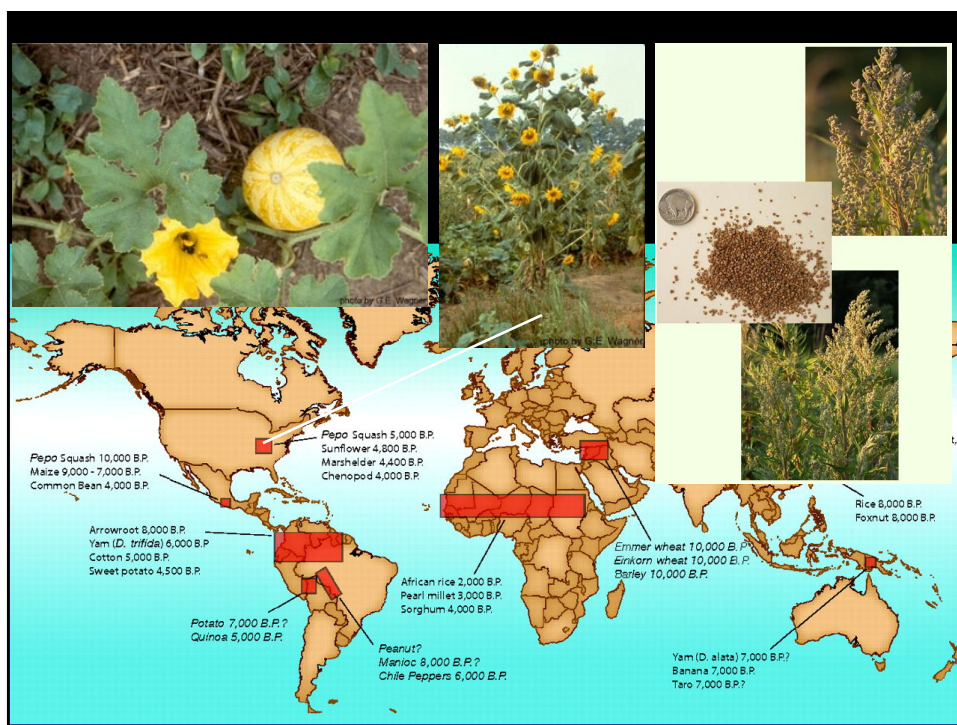 photo by G.E. Wagner
photo by G.E. Wagner
Pepo Squash 10,000 B.P.
Maize 9,000 - 7,000 B.P.
Common Bean 4,000 B.P.
Pepo Squash 5,000 B.P.
Sunflower 4,800 B.P.
Marshelder 4,400 B.P.
Chenopod 4,000 B.P.
Rice 8,000 B.P.
Foxnut 8,000 B.P.
Arrowroot 8,000 B.P.
Yam (D. trifida) 6,000 B.P
Cotton 5,000 B.P.
Sweet potato 4,500 B.P.
African rice 2,000 B.P.
Pearl millet 3,000 B.P.
Sorghum 4,000 B.P.
Emmer wheat 10,000 B.P
Einkorn wheat 10,000 B.P.
Barley 10,000 B.P.
Potato 7,000 B.P.?
Quinoa 5,000 B.P.
Peanut?
Manioc 8,000 B.P.?
Chile Peppers 6,000 B.P.
Yam (D. alata) 7,000 B.P.?
Banana 7,000 B.P.
Taro 7,000 B.P.?